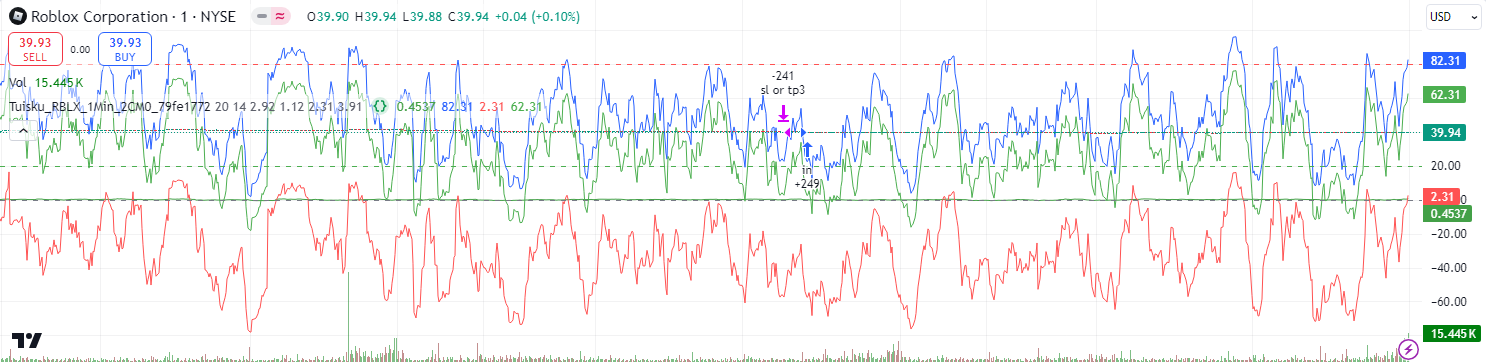 Roblox Corporation · 1 · NYSE O39.90 H39.94 L39.88 C39.94 +0.04 (+0.10%)
USD
39.93 SELL
0.00
39.93 BUY
Vol 15.445 K
Tuisku_RBLX_1Min_2CM0_79fe1772 20 14 2.92 1.12 2.31 3.91 {} 0.4537 82.31 2.31 62.31
-241
sl or tp3
in
+249
82.31
62.31
39.94
20.00
2.31
0.4537
-20.00
-40.00
-60.00
15.445 K